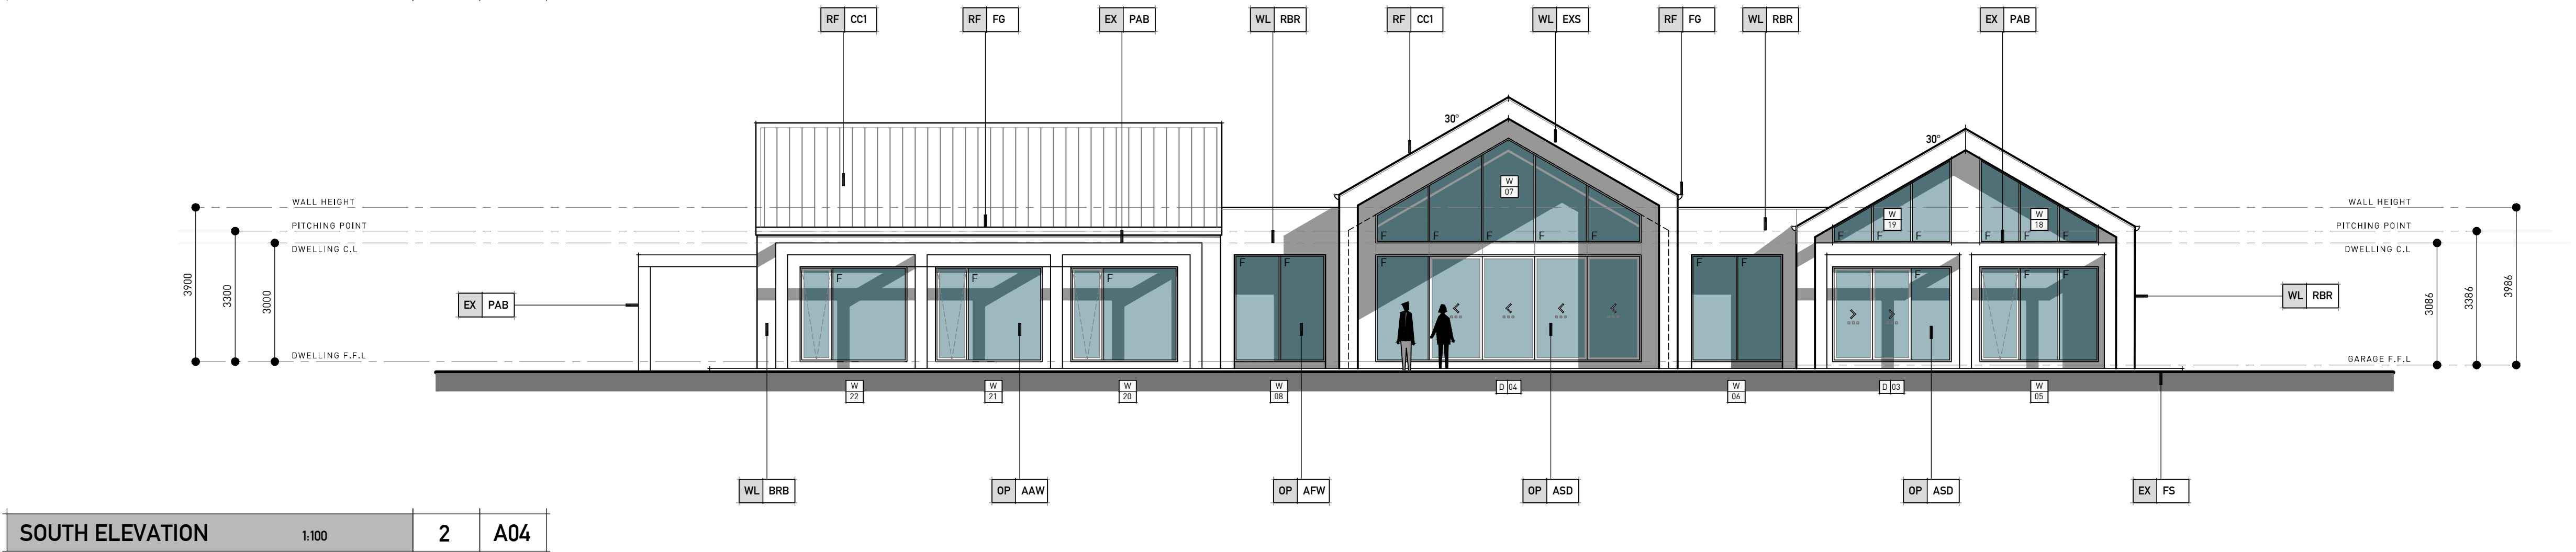 RF CC1 RF FG EX PAB WL RBR RF CC1 WL EXS RF FG WL RBR EX PAB
30°
30°
W
07
WALL HEIGHT
WALL HEIGHT
W
19
W
18
PITCHING POINT
PITCHING POINT
F F F F F F F F F F F
DWELLING C.L
DWELLING C.L
F F F F F F
F F F F F
3900
3300
3000
EX PAB
WL RBR
3086
3386
3986
DWELLING F.F.L
GARAGE F.F.L
W
22
W
21
W
20
W
08
D 04
W
06
D 03
W
05
WL BRB OP AAW OP AFW OP ASD OP ASD EX FS
SOUTH ELEVATION 1:100 2 A04